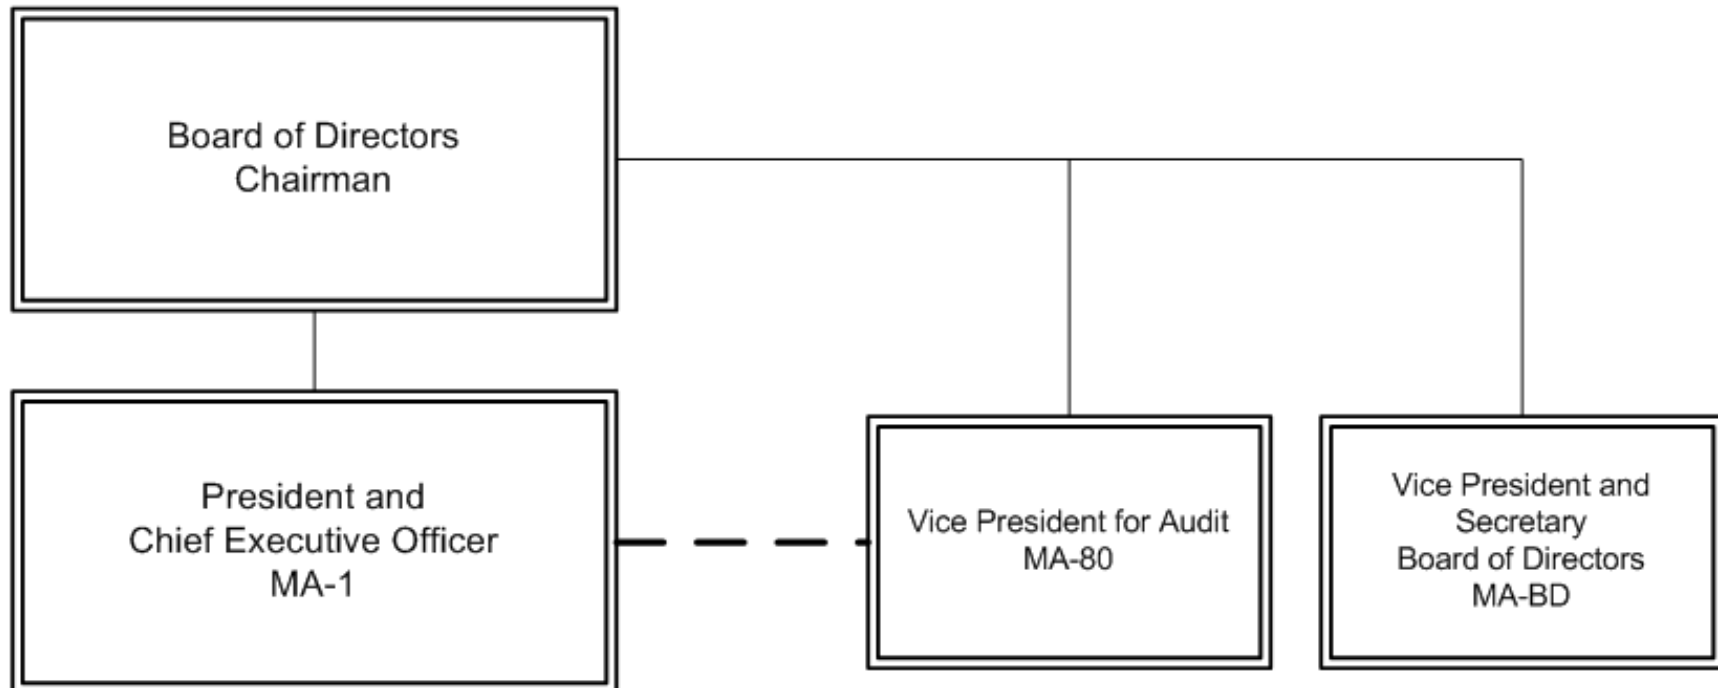 Board of Directors
Chairman
President and
Chief Executive Officer
MA-1
Vice President for Audit
MA-80
Vice President and
Secretary
Board of Directors
MA-BD